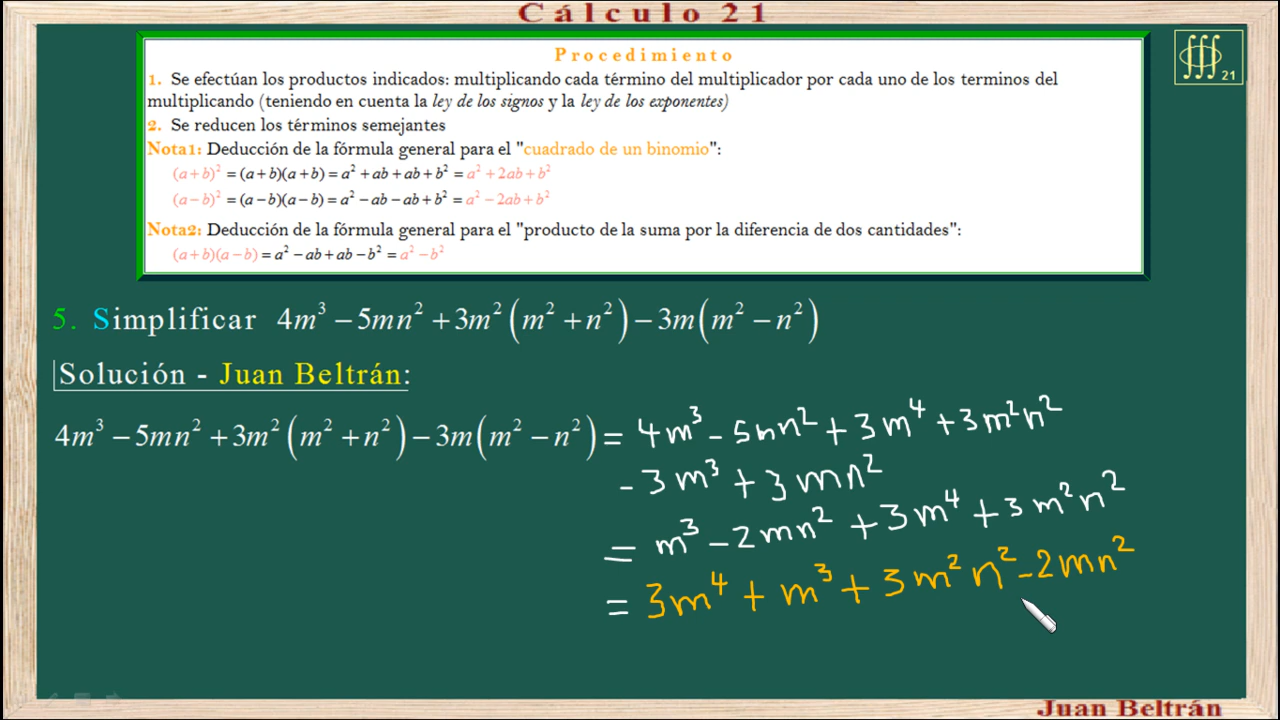 Cálculo 21
Procedimiento
1. Se efectúan los productos indicados: multiplicando cada término del multiplicador por cada uno de los terminos del
multiplicando (teniendo en cuenta la ley de los signos y la ley de los exponentes)
2. Se reducen los términos semejantes
Nota1: Deducción de la fórmula general para el "cuadrado de un binomio":
(a+b)² = (a+b)(a+b) = a² + ab + ab + b² = a² + 2ab + b²
(a−b)² = (a−b)(a−b) = a² − ab − ab + b² = a² − 2ab + b²
Nota2: Deducción de la fórmula general para el "producto de la suma por la diferencia de dos cantidades":
(a+b)(a−b) = a² − ab + ab − b² = a² − b²
21
5. Simplificar 4m³ − 5mn² + 3m²(m² + n²) − 3m(m² − n²)
Solución - Juan Beltrán:
4m³ − 5mn² + 3m²(m² + n²) − 3m(m² − n²) = 4m³ − 5mn² + 3m⁴ + 3m²n²
− 3m³ + 3mn²
= m³ − 2mn² + 3m⁴ + 3m²n²
= 3m⁴ + m³ + 3m²n² − 2mn²
Juan Beltrán